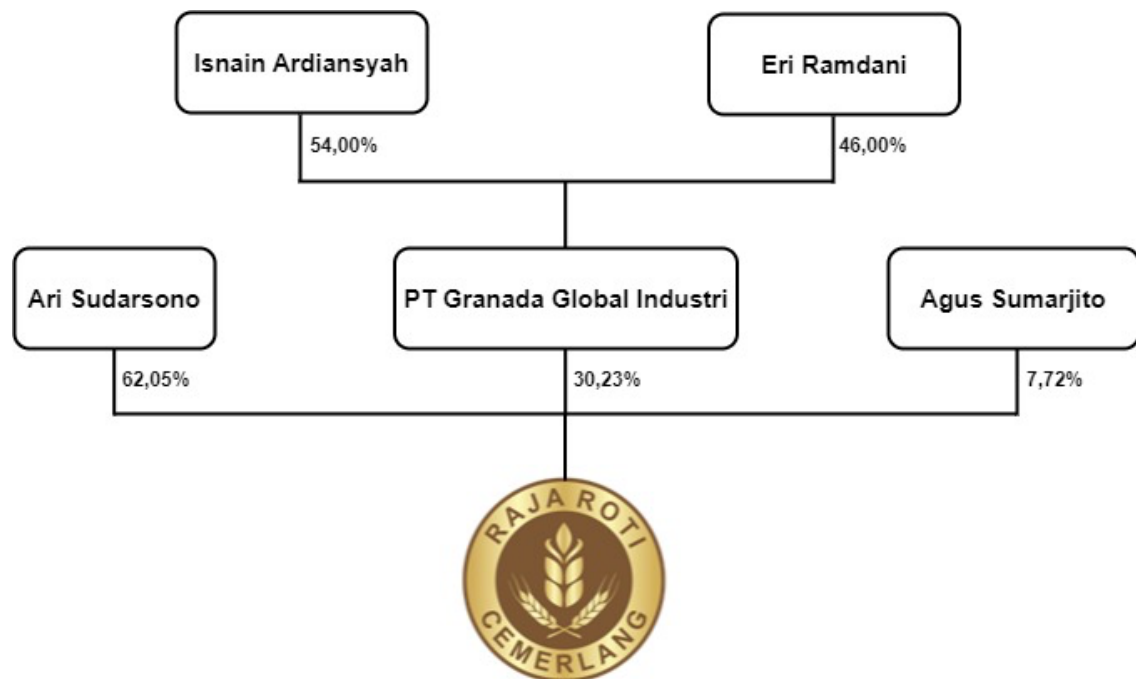 Isnain Ardiansyah
Eri Ramdani
54,00%
46,00%
Ari Sudarsono
PT Granada Global Industri
Agus Sumarjito
62,05%
30,23%
7,72%
RAJA ROTI
CEMERLANG